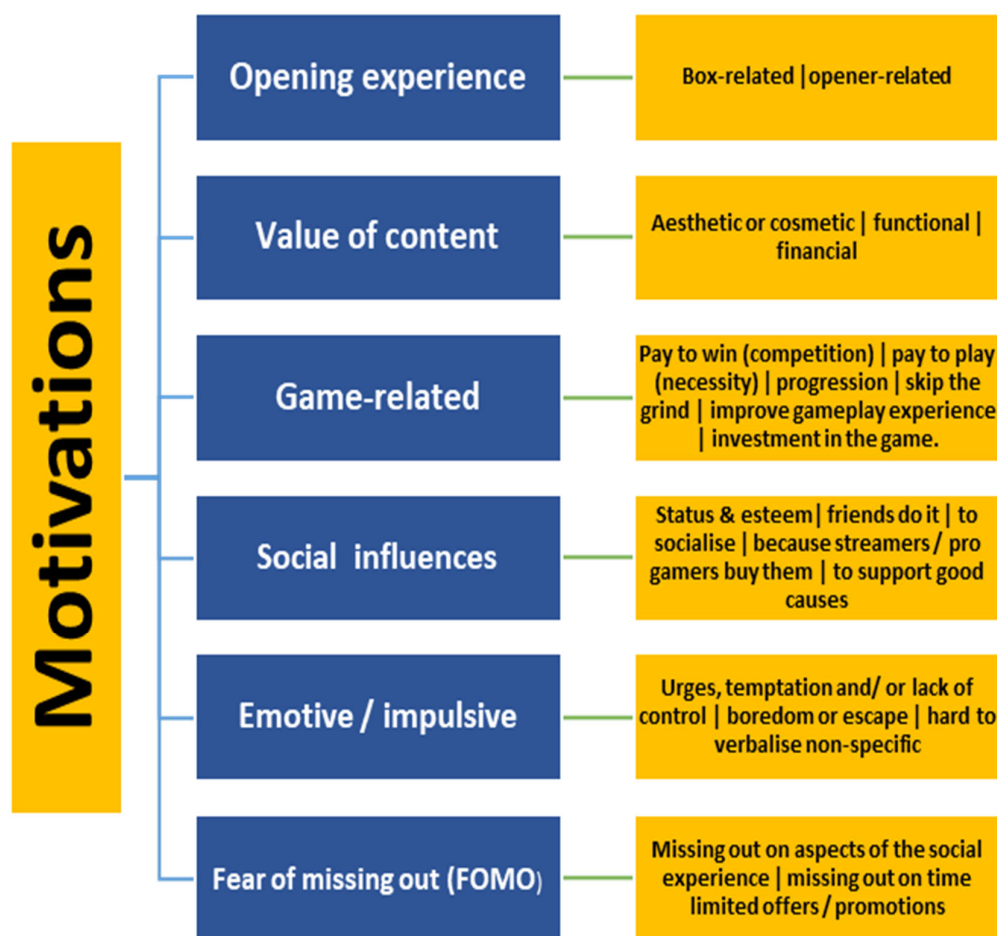 Motivations
Opening experience
Box-related | opener-related
Value of content
Aesthetic or cosmetic | functional |
financial
Game-related
Pay to win (competition) | pay to play
(necessity) | progression | skip the
grind | improve gameplay experience
| investment in the game.
Social influences
Status & esteem | friends do it | to
socialise | because streamers / pro
gamers buy them | to support good
causes
Emotive / impulsive
Urges, temptation and/ or lack of
control | boredom or escape | hard to
verbalise non-specific
Fear of missing out (FOMO)
Missing out on aspects of the social
experience | missing out on time
limited offers / promotions